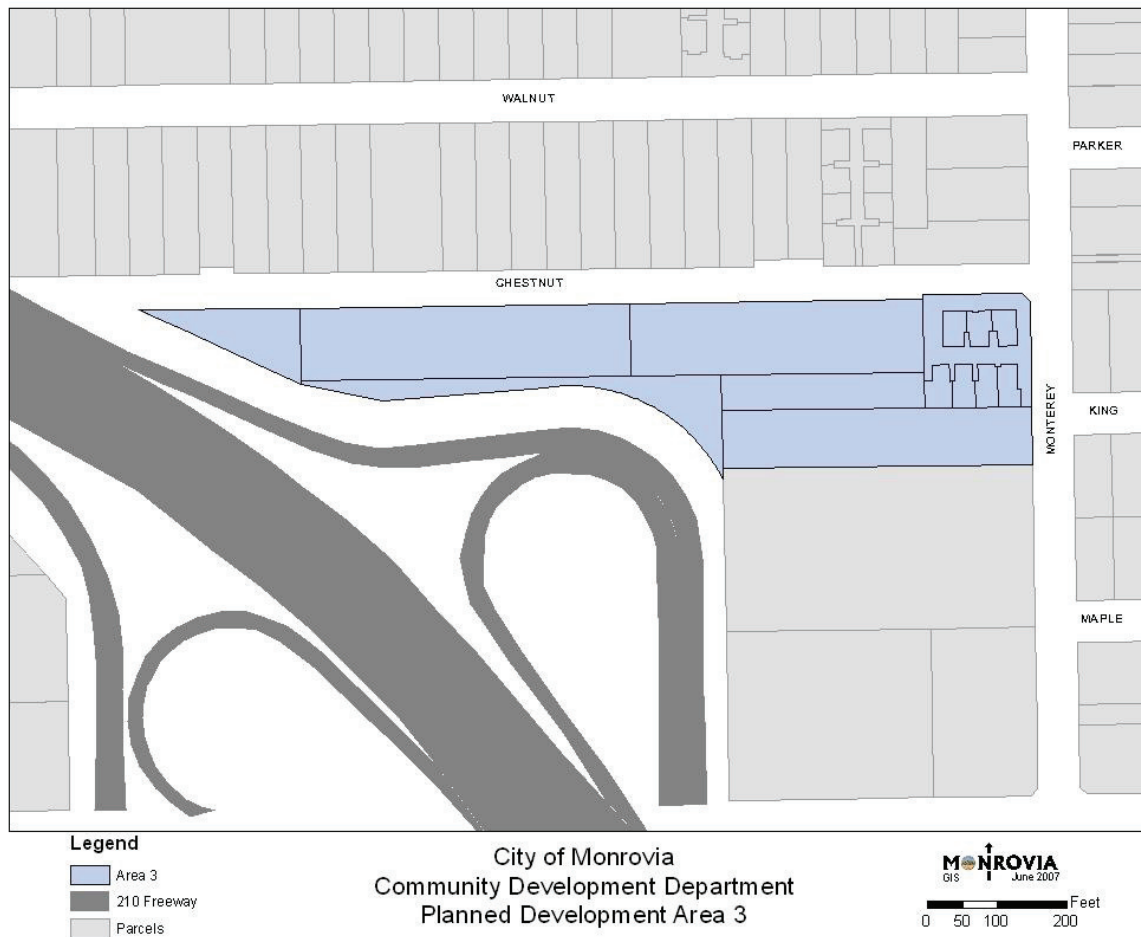 WALNUT
PARKER
CHESTNUT
MONTEREY
KING
MAPLE
Legend
Area 3
210 Freeway
Parcels
City of Monrovia
Community Development Department
Planned Development Area 3
MONROVIA
GIS June 2007
Feet
0 50 100 200